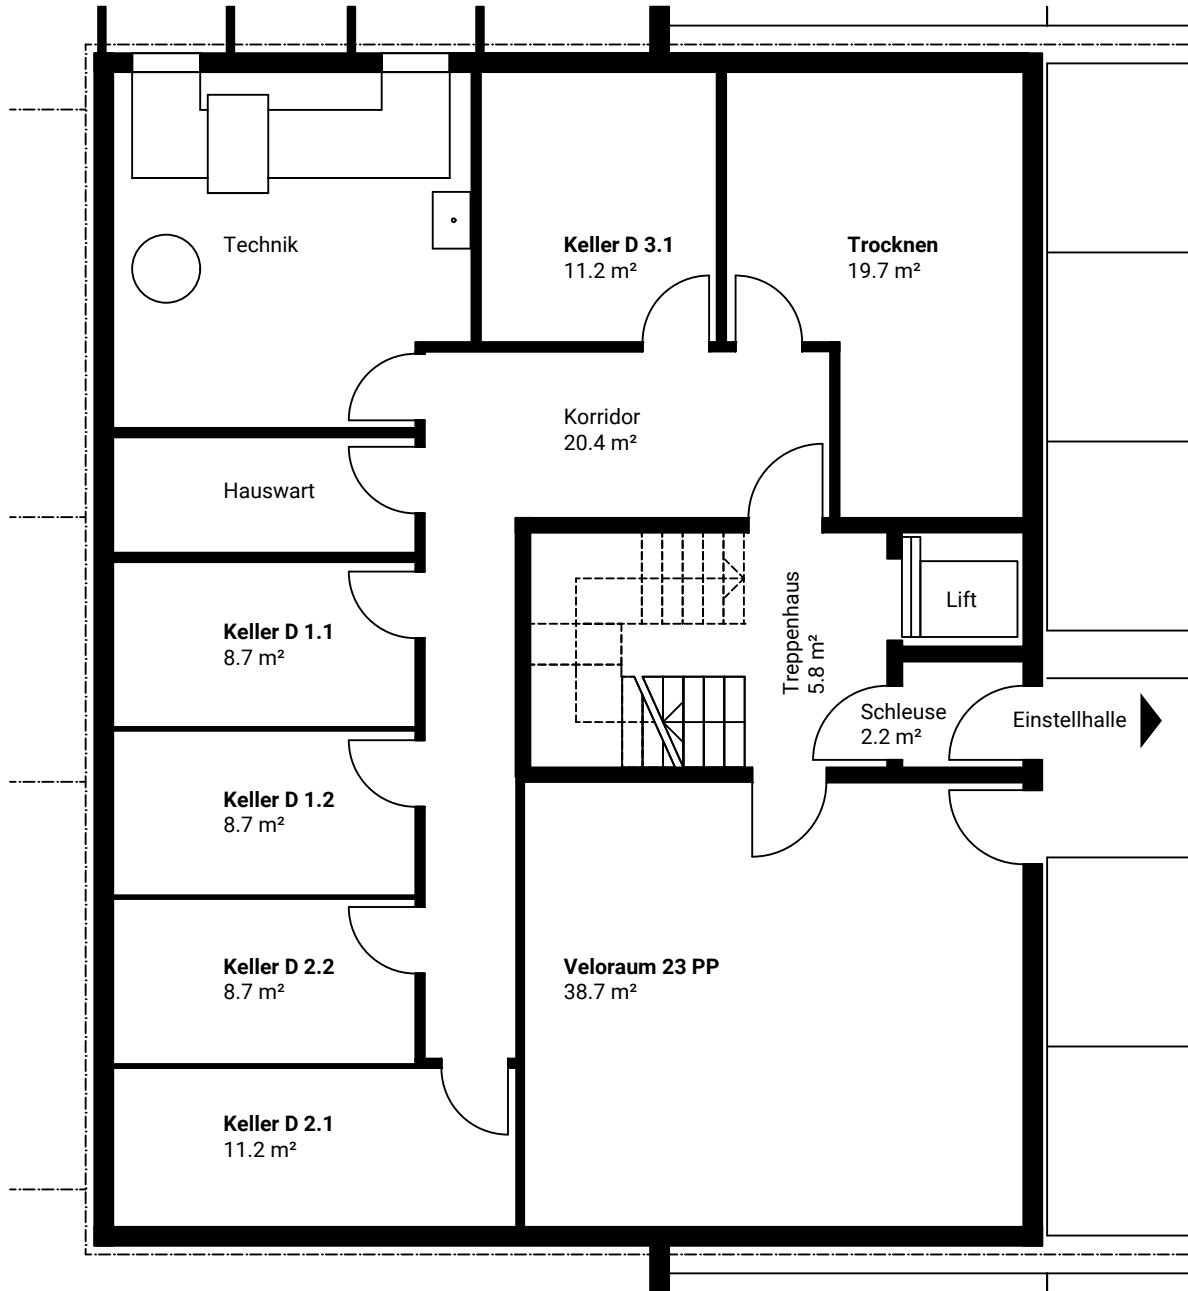 Technik
Keller D 3.1
11.2 m²
Trocknen
19.7 m²
Korridor
20.4 m²
Hauswart
Treppenhaus
5.8 m²
Lift
Keller D 1.1
8.7 m²
Schleuse
2.2 m²
Einstellhalle
Keller D 1.2
8.7 m²
Keller D 2.2
8.7 m²
Veloraum 23 PP
38.7 m²
Keller D 2.1
11.2 m²